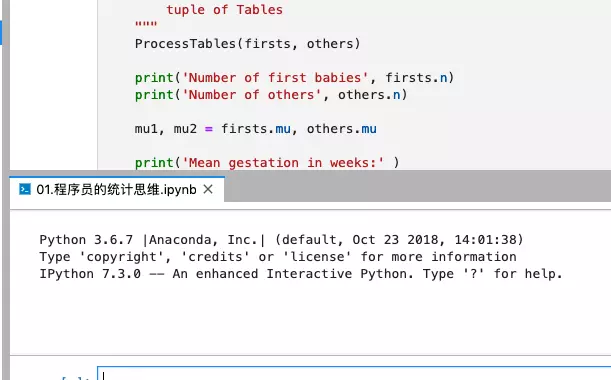 tuple of Tables
"""
ProcessTables(firsts, others)
print('Number of first babies', firsts.n)
print('Number of others', others.n)
mu1, mu2 = firsts.mu, others.mu
print('Mean gestation in weeks:' )
01.程序员的统计思维.ipynb
Python 3.6.7 |Anaconda, Inc.| (default, Oct 23 2018, 14:01:38)
Type 'copyright', 'credits' or 'license' for more information
IPython 7.3.0 -- An enhanced Interactive Python. Type '?' for help.